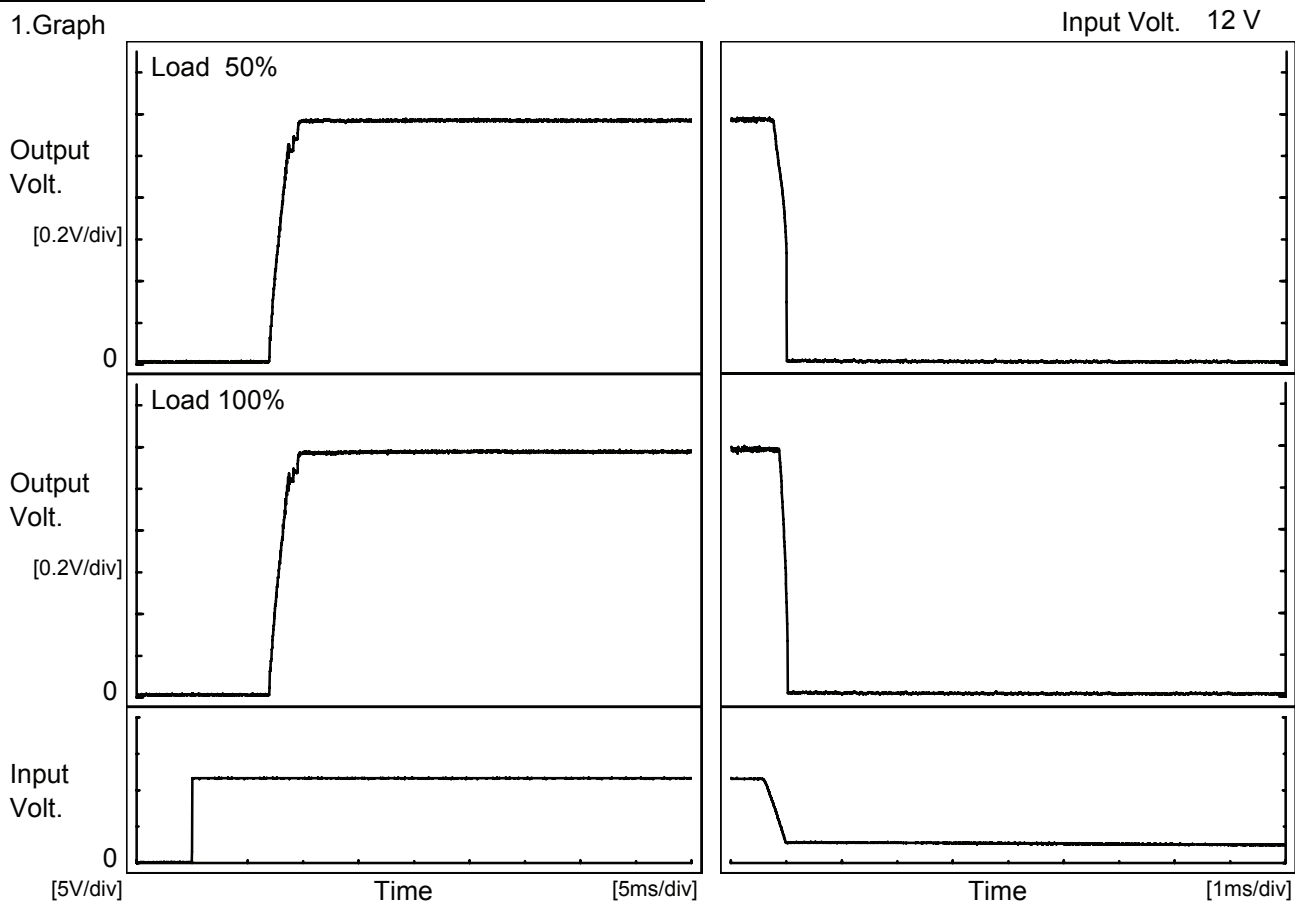 1.Graph
Input Volt. 12 V
Load 50%
Output
Volt.
[0.2V/div]
0
Load 100%
Output
Volt.
[0.2V/div]
0
Input
Volt.
0
[5V/div]
Time
[5ms/div]
Time
[1ms/div]